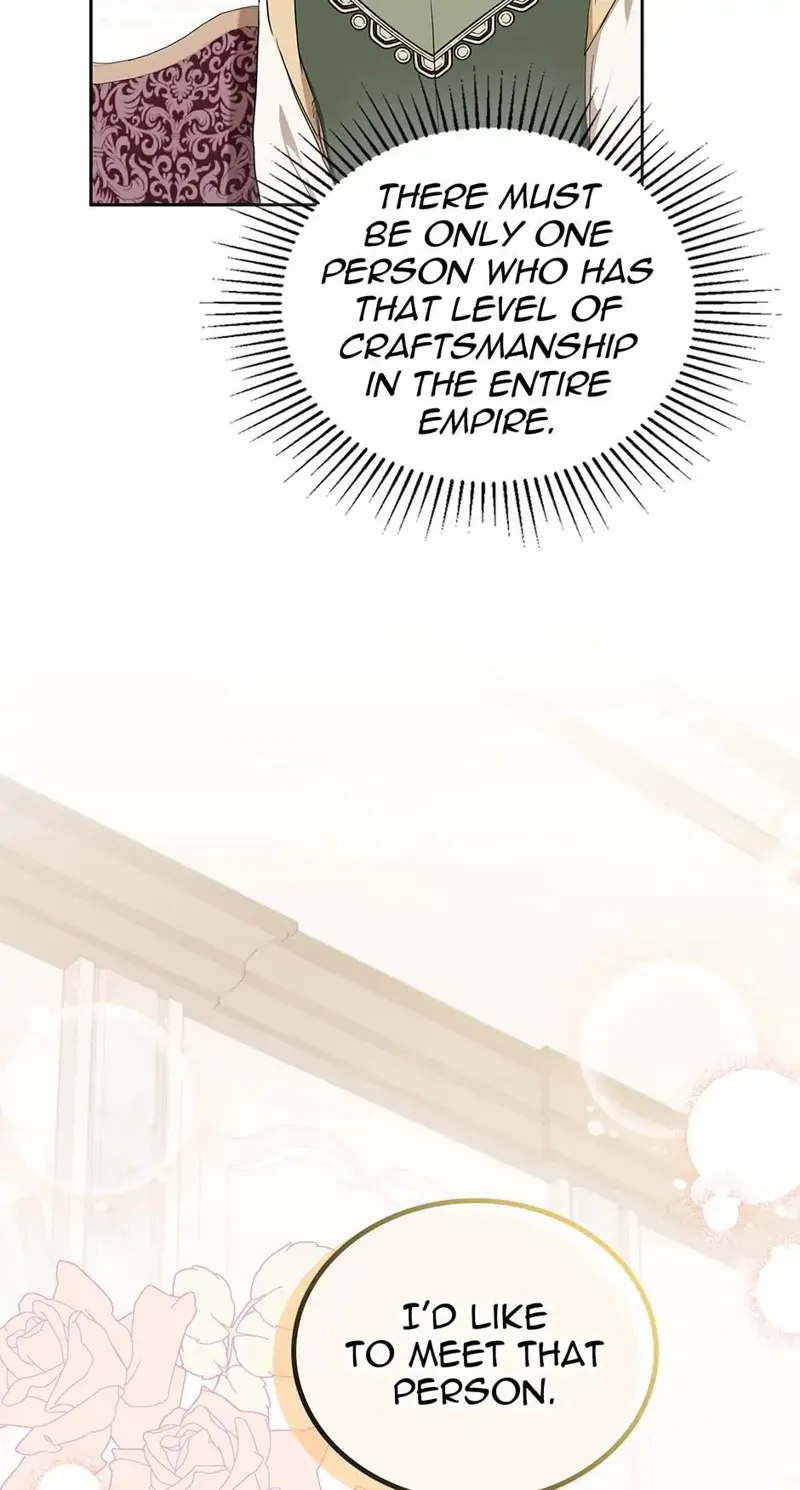 THERE MUST
BE ONLY ONE
PERSON WHO HAS
THAT LEVEL OF
CRAFTSMANSHIP
IN THE ENTIRE
EMPIRE.
I'D LIKE
TO MEET THAT
PERSON.